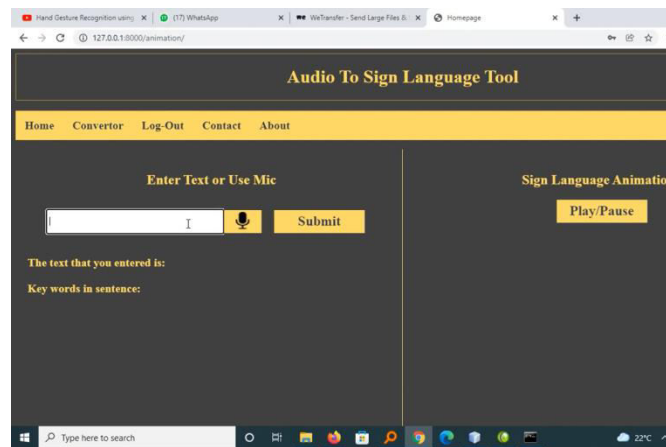 Hand Gesture Recognition using
(17) WhatsApp
WeTransfer - Send Large Files &
Homepage
127.0.0.1:8000/animation/
Audio To Sign Language Tool
Home Convertor Log-Out Contact About
Enter Text or Use Mic
Submit
The text that you entered is:
Key words in sentence:
Sign Language Animatio
Play/Pause
Type here to search
22°C